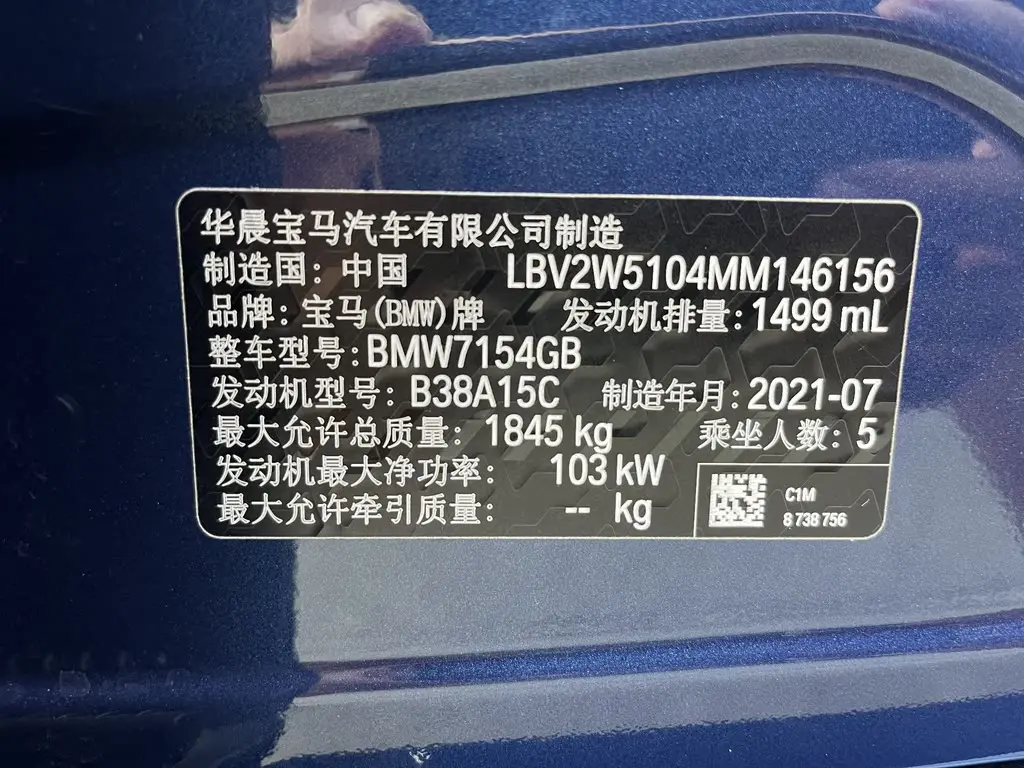 华晨宝马汽车有限公司制造
制造国：中国 LBV2W5104MM146156
品牌：宝马(BMW)牌 发动机排量：1499 mL
整车型号：BMW7154GB
发动机型号：B38A15C 制造年月：2021-07
最大允许总质量：1845 kg 乘坐人数：5
发动机最大净功率：103 kW
最大允许牵引质量：-- kg
C1M
8 738 756